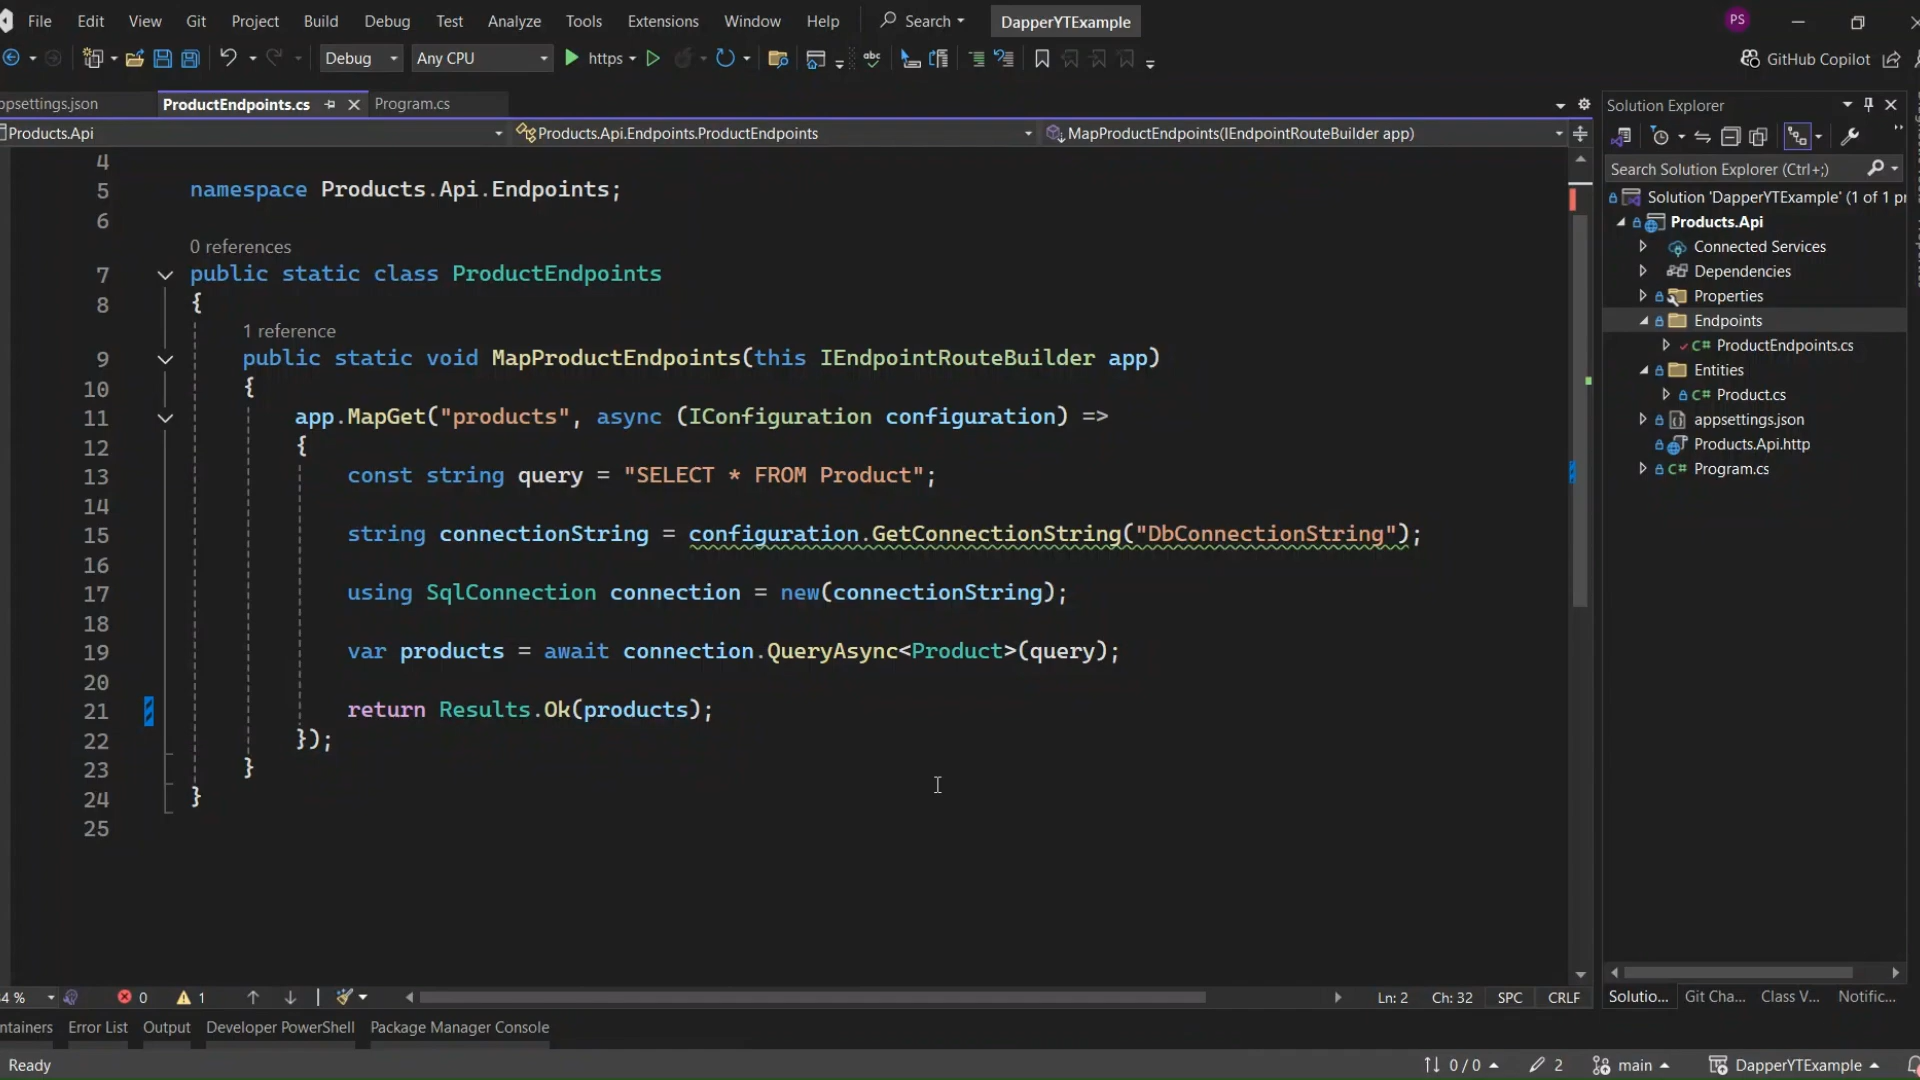 File Edit View Git Project Build Debug Test Analyze Tools Extensions Window Help Search DapperYTExample PS
Debug Any CPU https GitHub Copilot
ppsettings.json ProductEndpoints.cs Program.cs
Products.Api Products.Api.Endpoints.ProductEndpoints MapProductEndpoints(IEndpointRouteBuilder app)
4
5 namespace Products.Api.Endpoints;
6
0 references
7 public static class ProductEndpoints
8 {
1 reference
9 public static void MapProductEndpoints(this IEndpointRouteBuilder app)
10 {
11 app.MapGet("products", async (IConfiguration configuration) =>
12 {
13 const string query = "SELECT * FROM Product";
14
15 string connectionString = configuration.GetConnectionString("DbConnectionString");
16
17 using SqlConnection connection = new(connectionString);
18
19 var products = await connection.QueryAsync<Product>(query);
20
21 return Results.Ok(products);
22 });
23 }
24 }
25
Solution Explorer
Search Solution Explorer (Ctrl+;)
Solution 'DapperYTExample' (1 of 1 pr
Products.Api
Connected Services
Dependencies
Properties
Endpoints
C# ProductEndpoints.cs
Entities
C# Product.cs
appsettings.json
Products.Api.http
C# Program.cs
4 % 0 1 Ln: 2 Ch: 32 SPC CRLF
Solutio... Git Cha... Class V... Notific...
ntainers Error List Output Developer PowerShell Package Manager Console
Ready 0 / 0 2 main DapperYTExample